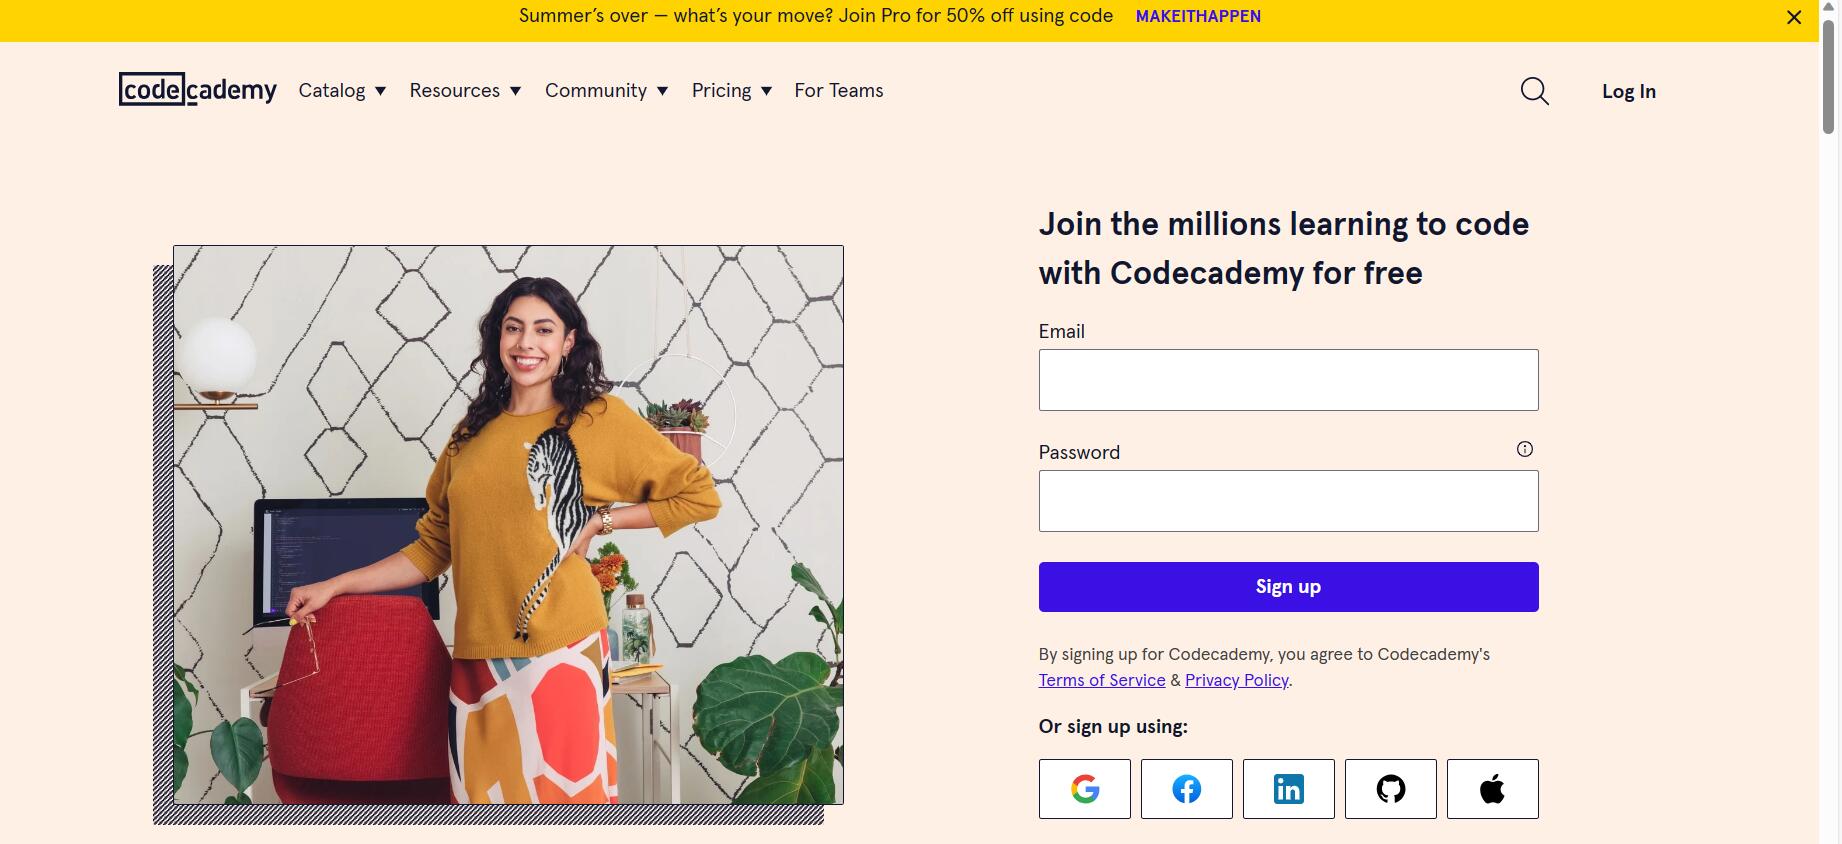 Summer’s over — what’s your move? Join Pro for 50% off using code MAKEITHAPPEN
codecademy Catalog Resources Community Pricing For Teams Log In
Join the millions learning to code
with Codecademy for free
Email
Password
Sign up
By signing up for Codecademy, you agree to Codecademy's
Terms of Service & Privacy Policy.
Or sign up using: